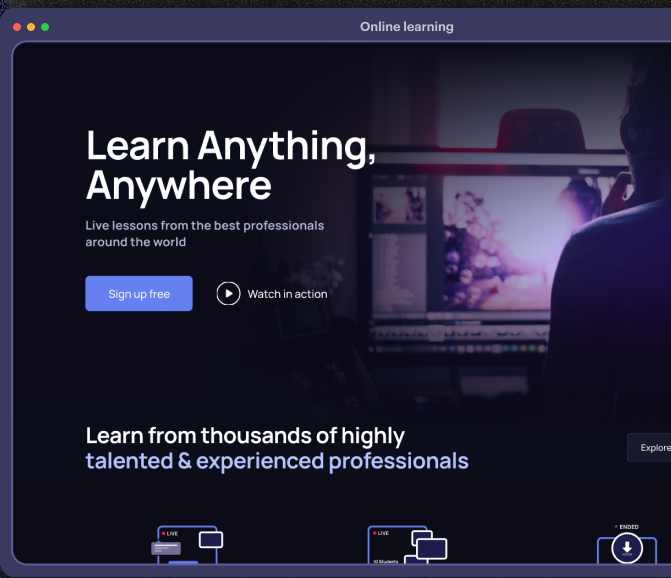 Online learning
Learn Anything,
Anywhere
Live lessons from the best professionals
around the world
Sign up free
Watch in action
Learn from thousands of highly
talented & experienced professionals
Explore
LIVE
LIVE
ENDED
10 Students